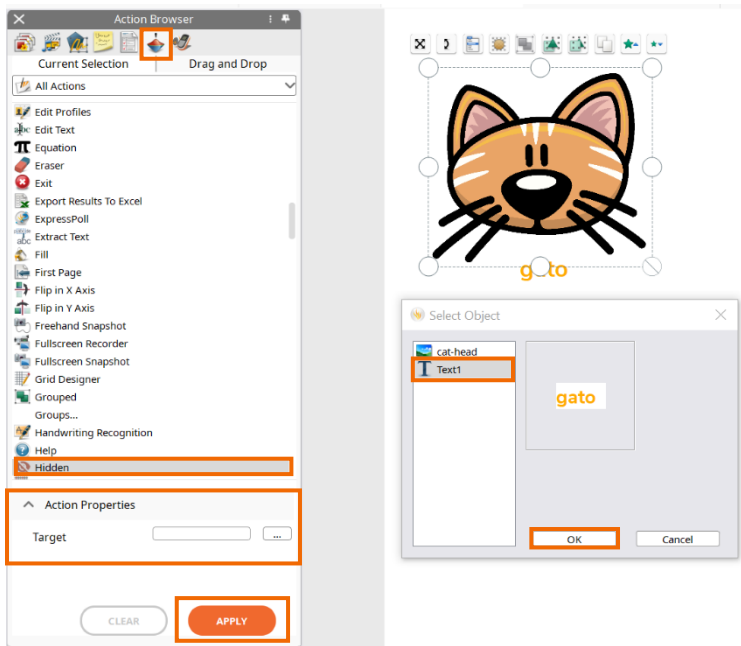 Action Browser
Current Selection
Drag and Drop
All Actions
Edit Profiles
abc Edit Text
Equation
Eraser
Exit
Export Results To Excel
ExpressPoll
abc Extract Text
Fill
First Page
Flip in X Axis
Flip in Y Axis
Freehand Snapshot
Fullscreen Recorder
Fullscreen Snapshot
Grid Designer
Grouped
Groups...
Handwriting Recognition
Help
Hidden
Action Properties
Target
...
CLEAR
APPLY
gato
Select Object
cat-head
Text1
gato
OK
Cancel